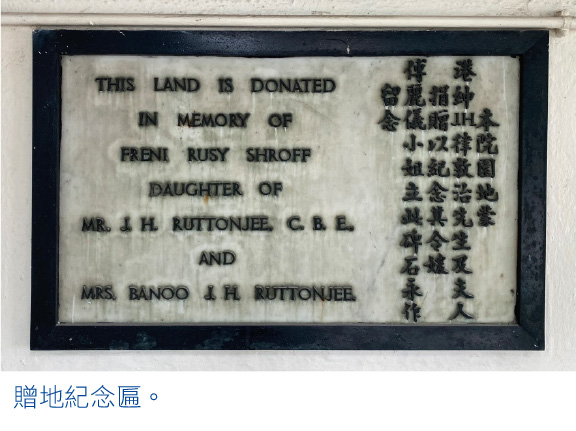 THIS LAND IS DONATED
IN MEMORY OF
FRENI RUSY SHROFF
DAUGHTER OF
MR. J. H. RUTTONJEE. C. B. E.,
AND
MRS. BANOO J. H. RUTTONJEE.
本院園地蒙
港紳J.H.律敦治先生及夫人
捐贈以紀念其令嬡
傅麗儀小姐立此碑石永作
留念
贈地紀念匾。